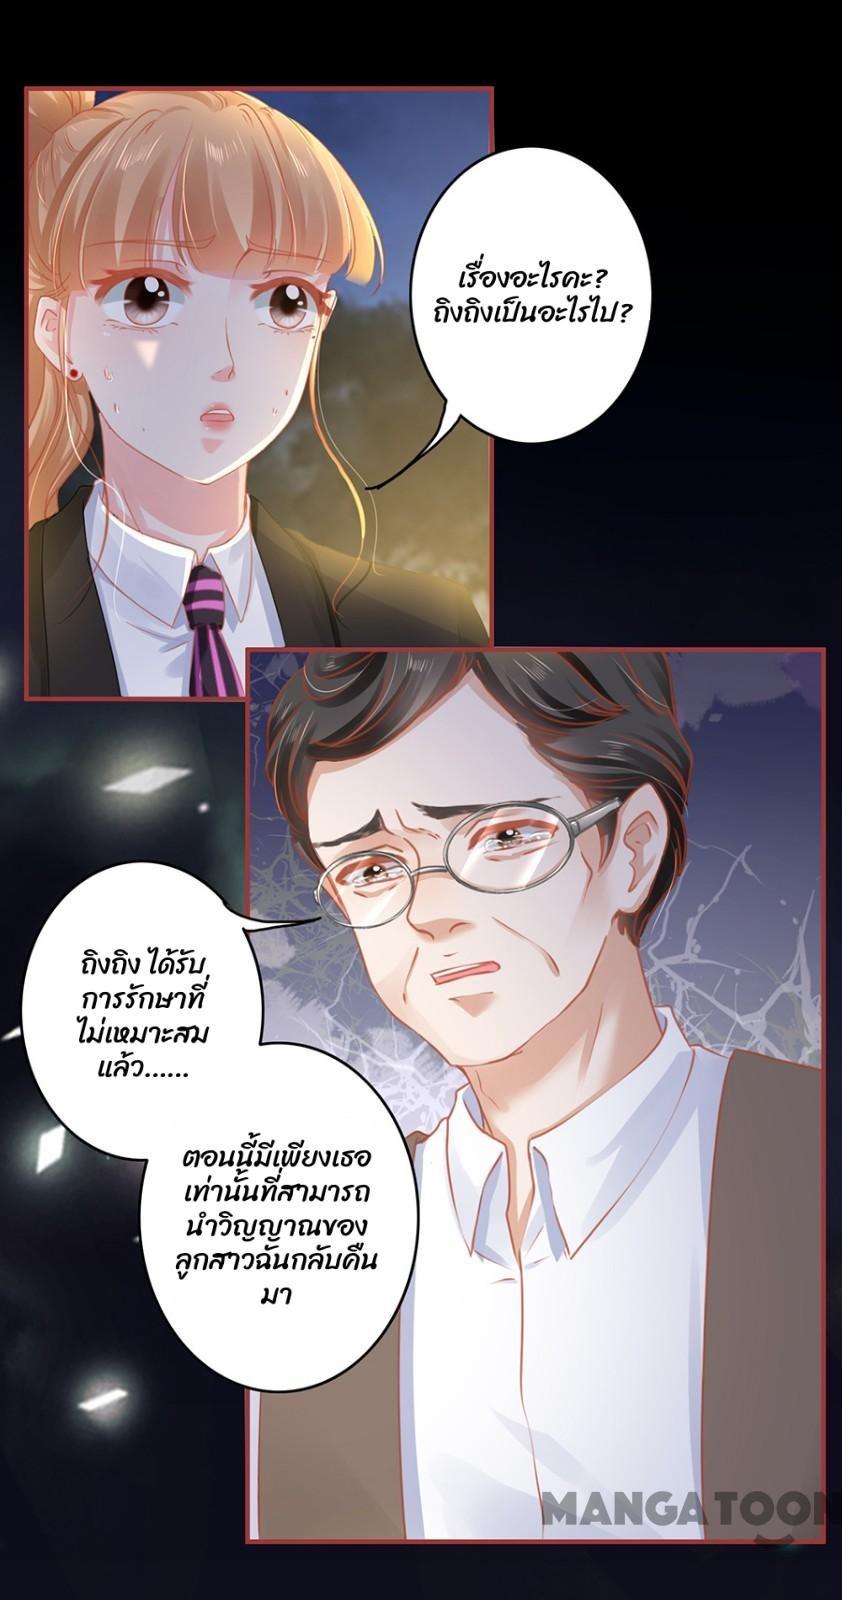 เรื่องอะไรคะ?
ถิงถิงเป็นอะไรไป?
ถิงถิง ได้รับ
การรักษาที่
ไม่เหมาะสม
แล้ว......
ตอนนี้มีเพียงเธอ
เท่านั้นที่สามารถ
นำวิญญาณของ
ลูกสาวฉันกลับคืน
มา
MANGATOON